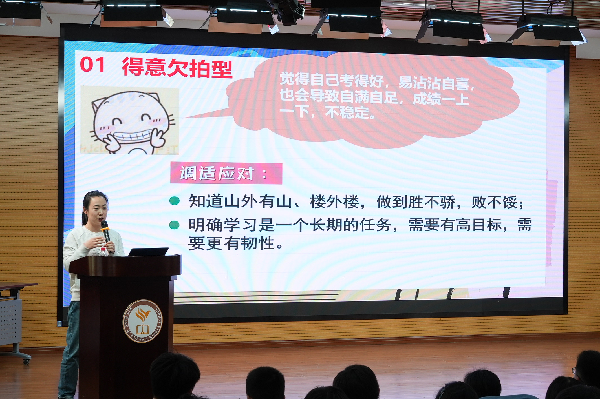 01 得意欠拍型
觉得自己考得好，易沾沾自喜，
也会导致自满自足，成绩一上
一下，不稳定。
调适应对：
知道山外有山、楼外楼，做到胜不骄，败不馁；
明确学习是一个长期的任务，需要有高目标，需
要更有韧性。